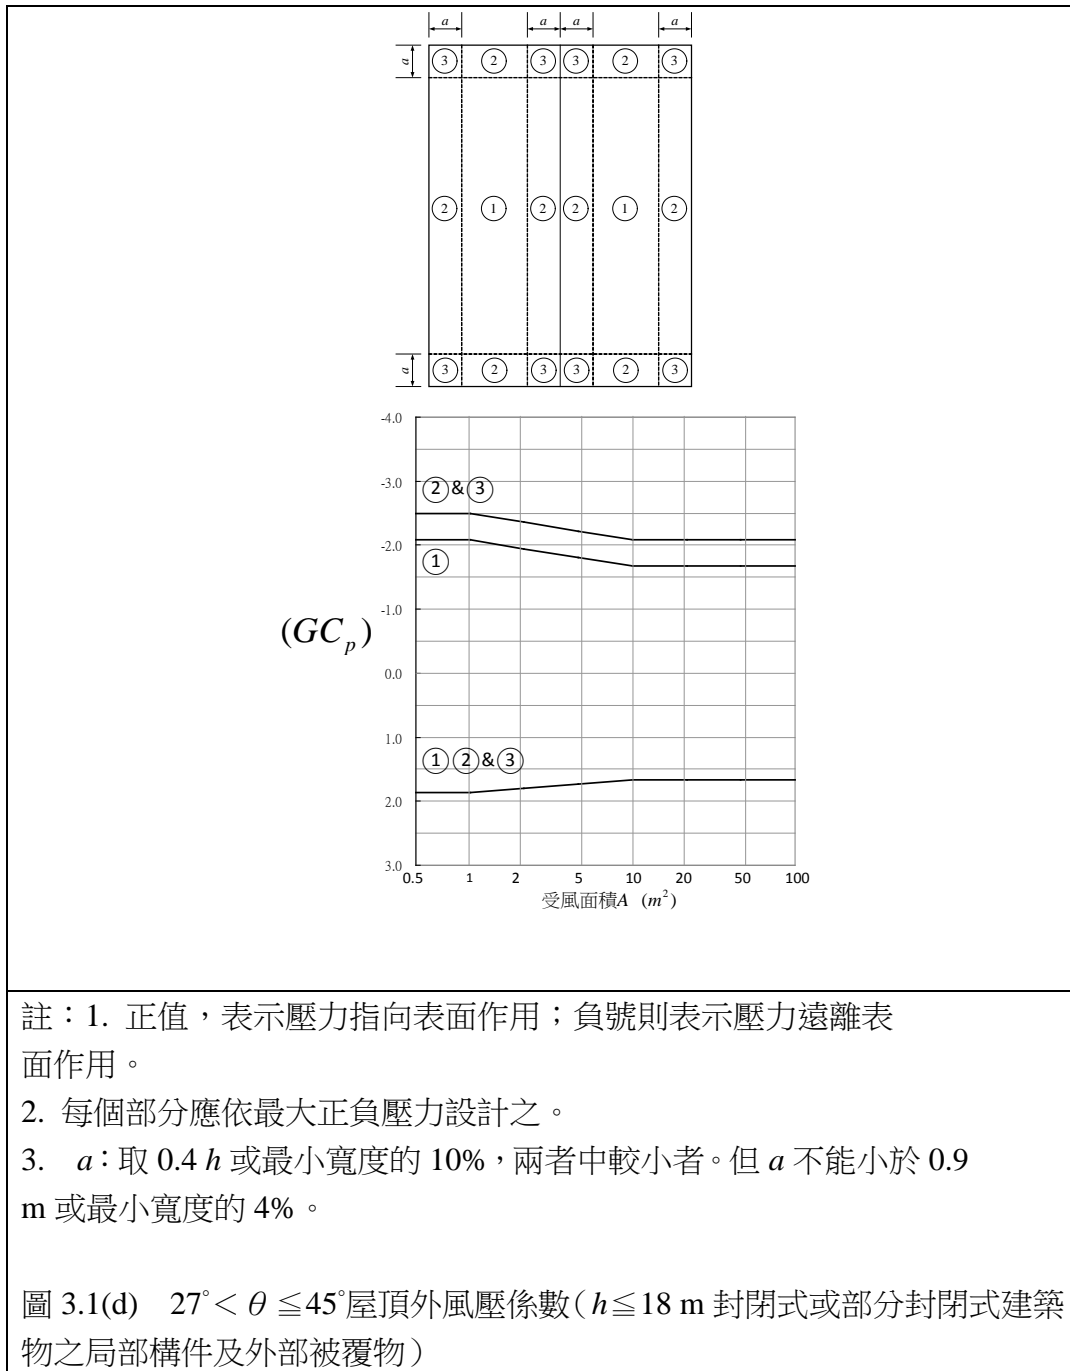 a a a a
a ③ ② ③ ③ ② ③
② ① ② ② ① ②
a ③ ② ③ ③ ② ③
-4.0
-3.0
②&③
-2.0
①
-1.0
(GCp)
0.0
1.0
①②&③
2.0
3.0
0.5 1 2 5 10 20 50 100
受風面積A (m²)
註：1. 正值，表示壓力指向表面作用；負號則表示壓力遠離表
面作用。
2. 每個部分應依最大正負壓力設計之。
3. a：取 0.4 h 或最小寬度的 10%，兩者中較小者。但 a 不能小於 0.9
m 或最小寬度的 4%。
圖 3.1(d) 27°＜θ≦45°屋頂外風壓係數（h≦18 m 封閉式或部分封閉式建築
物之局部構件及外部被覆物）